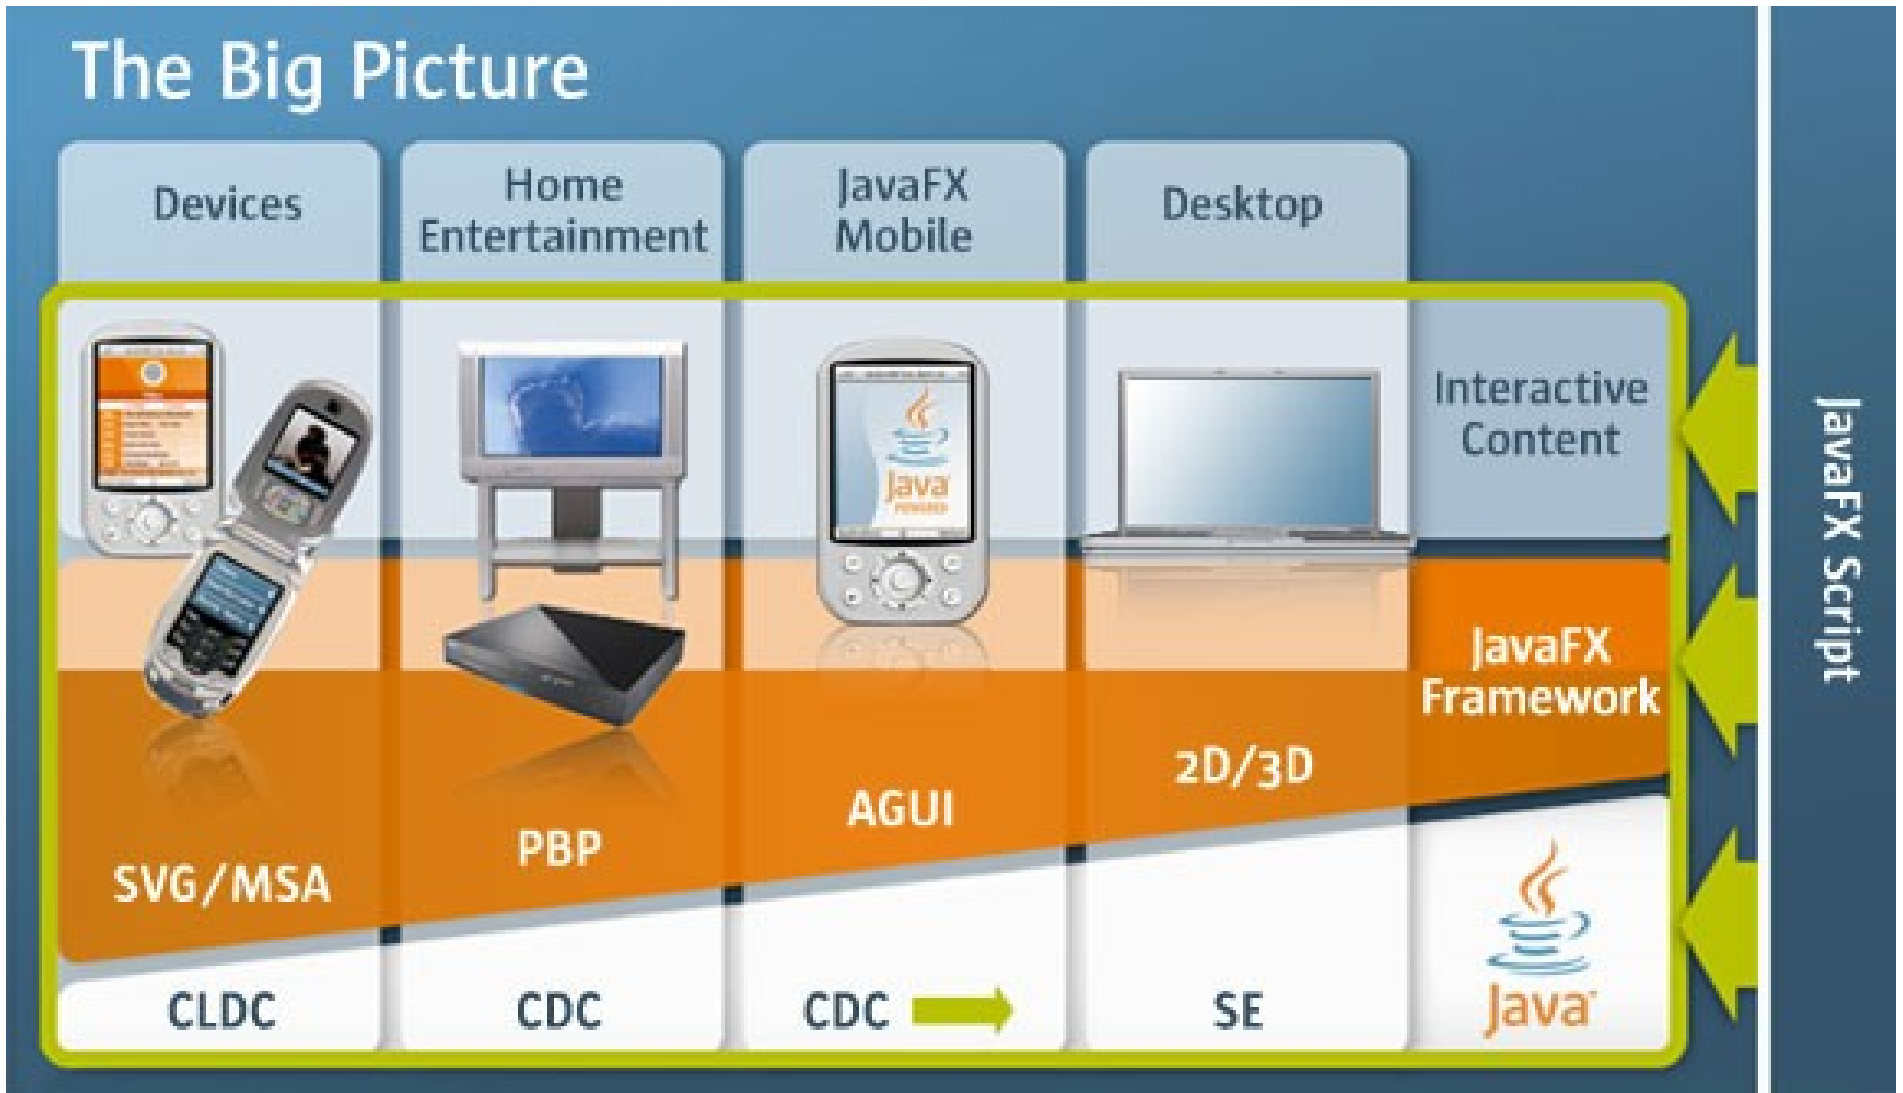 The Big Picture
Devices
Home
Entertainment
JavaFX
Mobile
Desktop
Interactive
Content
Java
JavaFX
Framework
SVG/MSA
PBP
AGUI
2D/3D
CLDC
CDC
CDC
SE
Java
JavaFX Script